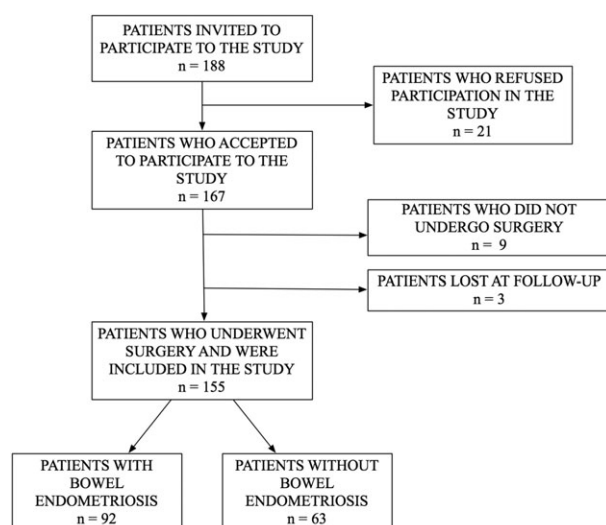 PATIENTS INVITED TO
PARTICIPATE TO THE STUDY
n = 188
PATIENTS WHO REFUSED
PARTICIPATION IN THE
STUDY
n = 21
PATIENTS WHO ACCEPTED
TO PARTICIPATE TO THE
STUDY
n = 167
PATIENTS WHO DID NOT
UNDERGO SURGERY
n = 9
PATIENTS LOST AT FOLLOW-UP
n = 3
PATIENTS WHO UNDERWENT
SURGERY AND WERE
INCLUDED IN THE STUDY
n = 155
PATIENTS WITH
BOWEL
ENDOMETRIOSIS
n = 92
PATIENTS WITHOUT
BOWEL
ENDOMETRIOSIS
n = 63